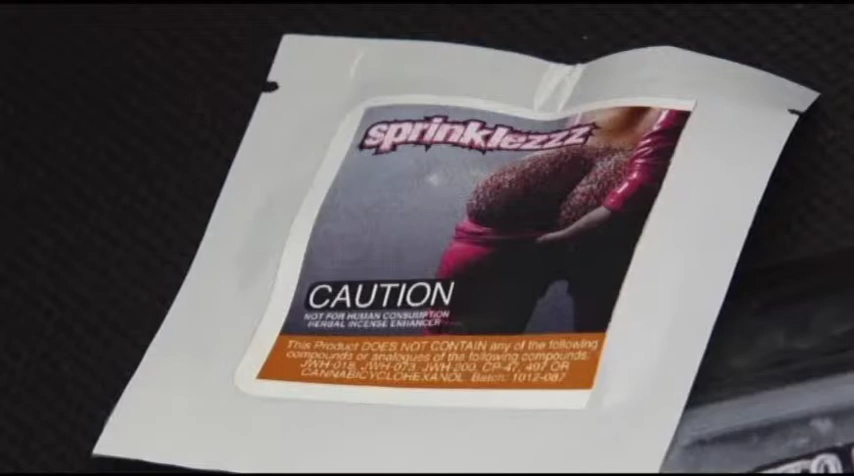 sprinklezzz
CAUTION
NOT FOR HUMAN CONSUMPTION
HERBAL INCENSE ENHANCER
This Product DOES NOT CONTAIN any of the following
compounds or analogues of the following compounds:
JWH-018, JWH-073, JWH-200, CP-47, 497 OR
CANNABICYCLOHEXANOL. Batch: 1012-087